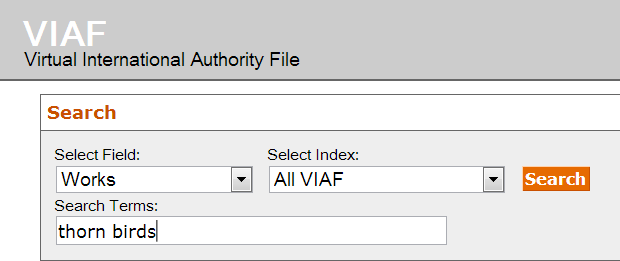 VIAF
Virtual International Authority File
Search
Select Field: Select Index:
Works All VIAF Search
Search Terms:
thorn birds